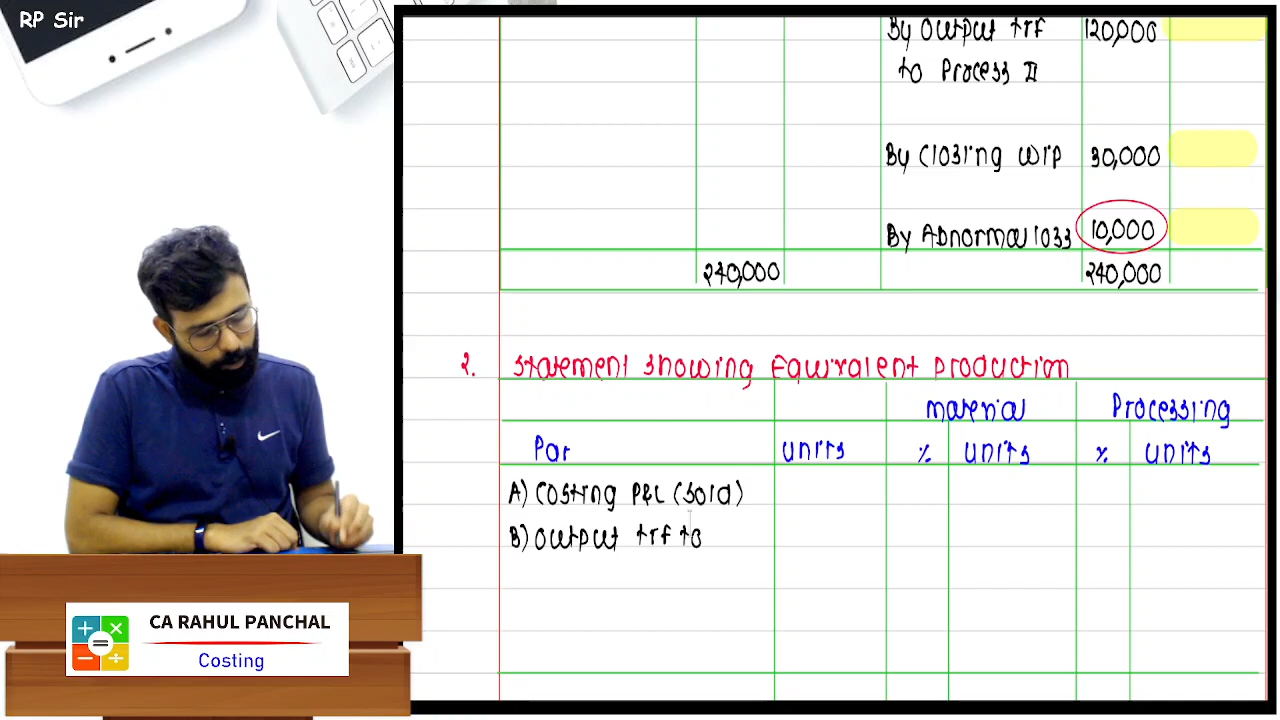 RP Sir
By Output trf 120,000
to Process II
By Closing WIP 30,000
By Abnormal loss 10,000
240,000 240,000
2. Statement Showing Equivalent Production
Material Processing
Par Units % Units % Units
A) Costing P&L (Sold)
B) Output trf to
CA RAHUL PANCHAL
Costing